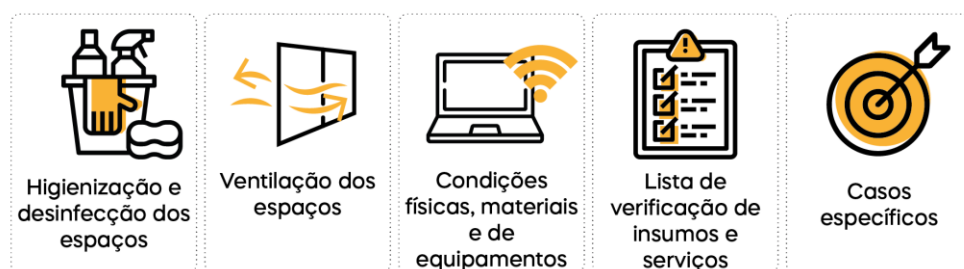 Higienização e
desinfecção dos
espaços
Ventilação dos
espaços
Condições
físicas, materiais
e de
equipamentos
Lista de
verificação de
insumos e
serviços
Casos
específicos